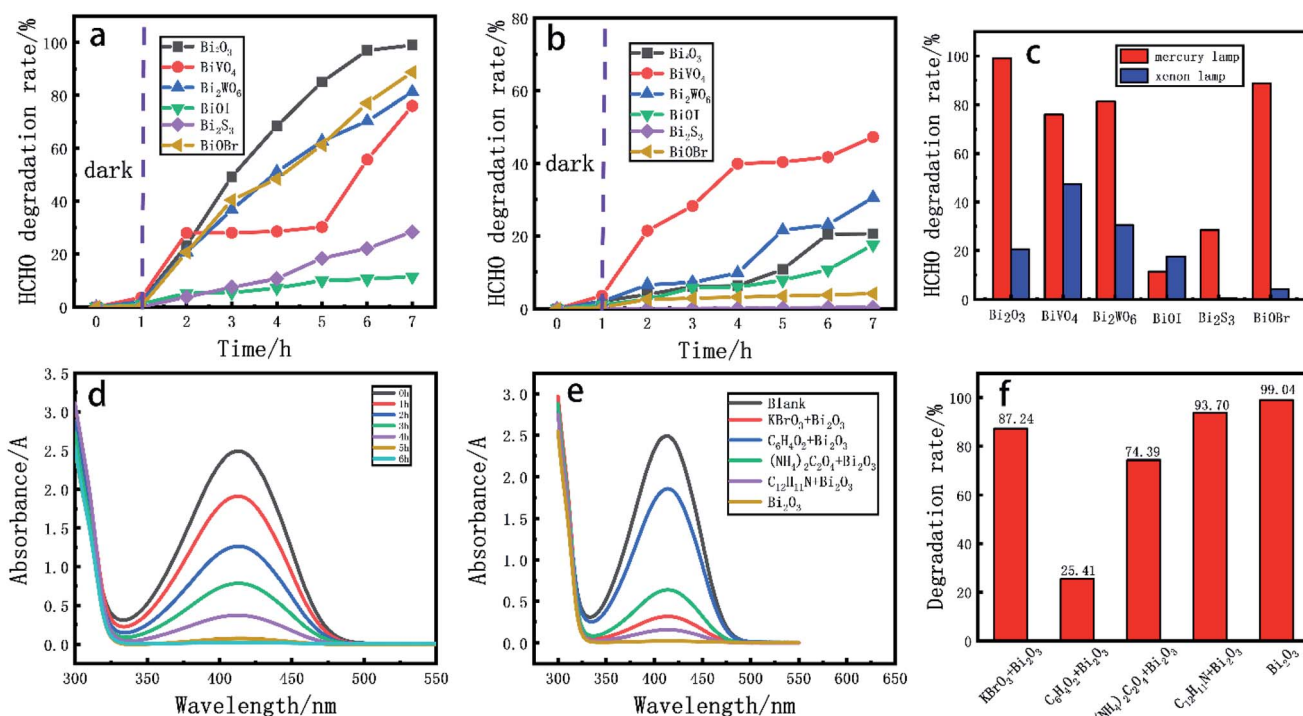 a
HCHO degradation rate/%
100
80
60
40
20
0
Bi₂O₃
BiVO₄
Bi₂WO₆
BiOI
Bi₂S₃
BiOBr
dark
0 1 2 3 4 5 6 7
Time/h
b
HCHO degradation rate/%
80
60
40
20
0
Bi₂O₃
BiVO₄
Bi₂WO₆
BiOI
Bi₂S₃
BiOBr
dark
0 1 2 3 4 5 6 7
Time/h
c
HCHO degradation rate/%
100
80
60
40
20
0
mercury lamp
xenon lamp
Bi₂O₃ BiVO₄ Bi₂WO₆ BiOI Bi₂S₃ BiOBr
d
Absorbance/A
3.5
3.0
2.5
2.0
1.5
1.0
0.5
0.0
0h
1h
2h
3h
4h
5h
6h
300 350 400 450 500 550
Wavelength/nm
e
Absorbance/A
3.0
2.5
2.0
1.5
1.0
0.5
0.0
Blank
KBrO₃+Bi₂O₃
C₆H₄O₂+Bi₂O₃
(NH₄)₂C₂O₄+Bi₂O₃
C₁₂H₁₁N+Bi₂O₃
Bi₂O₃
300 350 400 450 500 550 600 650
Wavelength/nm
f
Degradation rate/%
100
80
60
40
20
0
87.24
25.41
74.39
93.70
99.04
KBrO₃+Bi₂O₃
C₆H₄O₂+Bi₂O₃
(NH₄)₂C₂O₄+Bi₂O₃
C₁₂H₁₁N+Bi₂O₃
Bi₂O₃